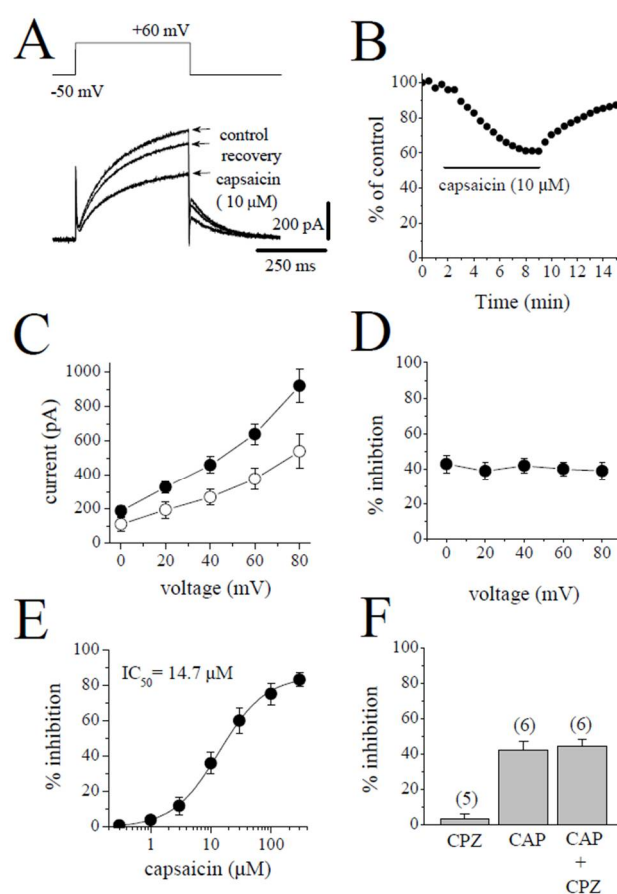 A
+60 mV
-50 mV
control
recovery
capsaicin
( 10 µM)
200 pA
250 ms
B
% of control
100
80
60
40
20
0
capsaicin (10 µM)
0 2 4 6 8 10 12 14
Time (min)
C
current (pA)
1000
800
600
400
200
0
0 20 40 60 80
voltage (mV)
D
% inhibition
100
80
60
40
20
0
0 20 40 60 80
voltage (mV)
E
% inhibition
100
80
60
40
20
0
IC50= 14.7 µM
1 10 100
capsaicin (µM)
F
% inhibition
100
80
60
40
20
0
(5)
(6)
(6)
CPZ CAP CAP
+
CPZ